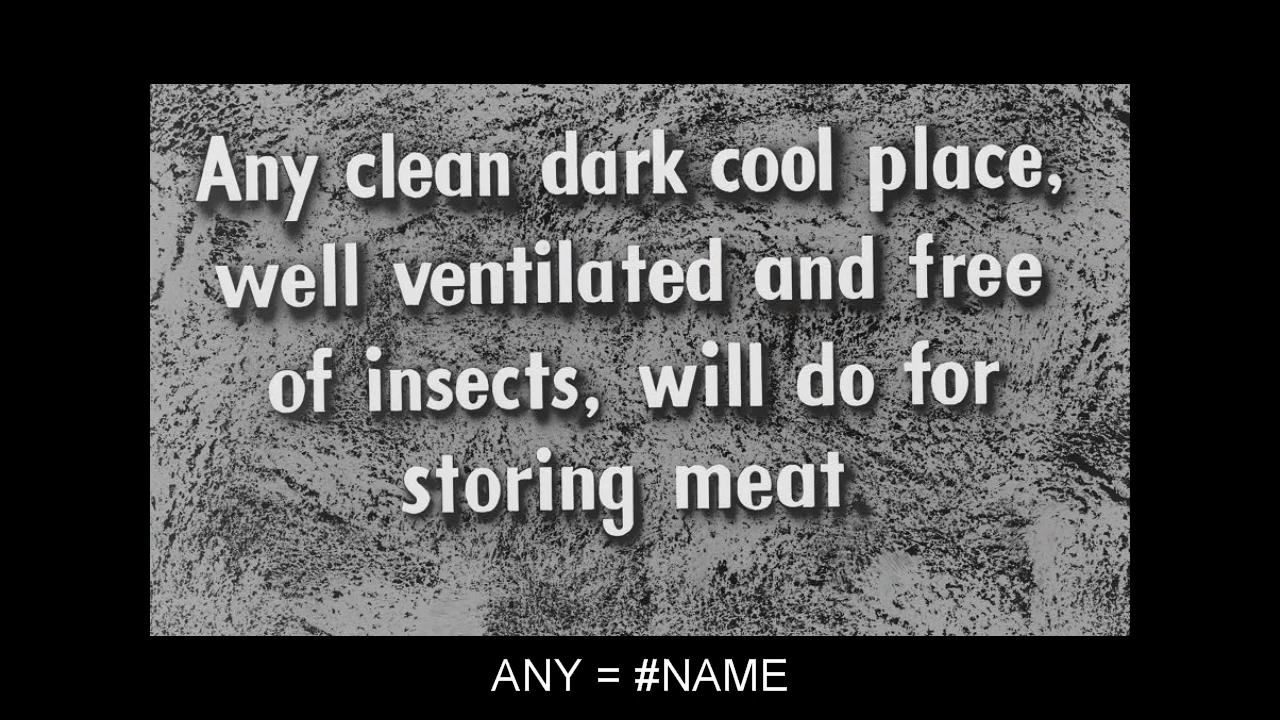 Any clean dark cool place,
well ventilated and free
of insects, will do for
storing meat
ANY = #NAME